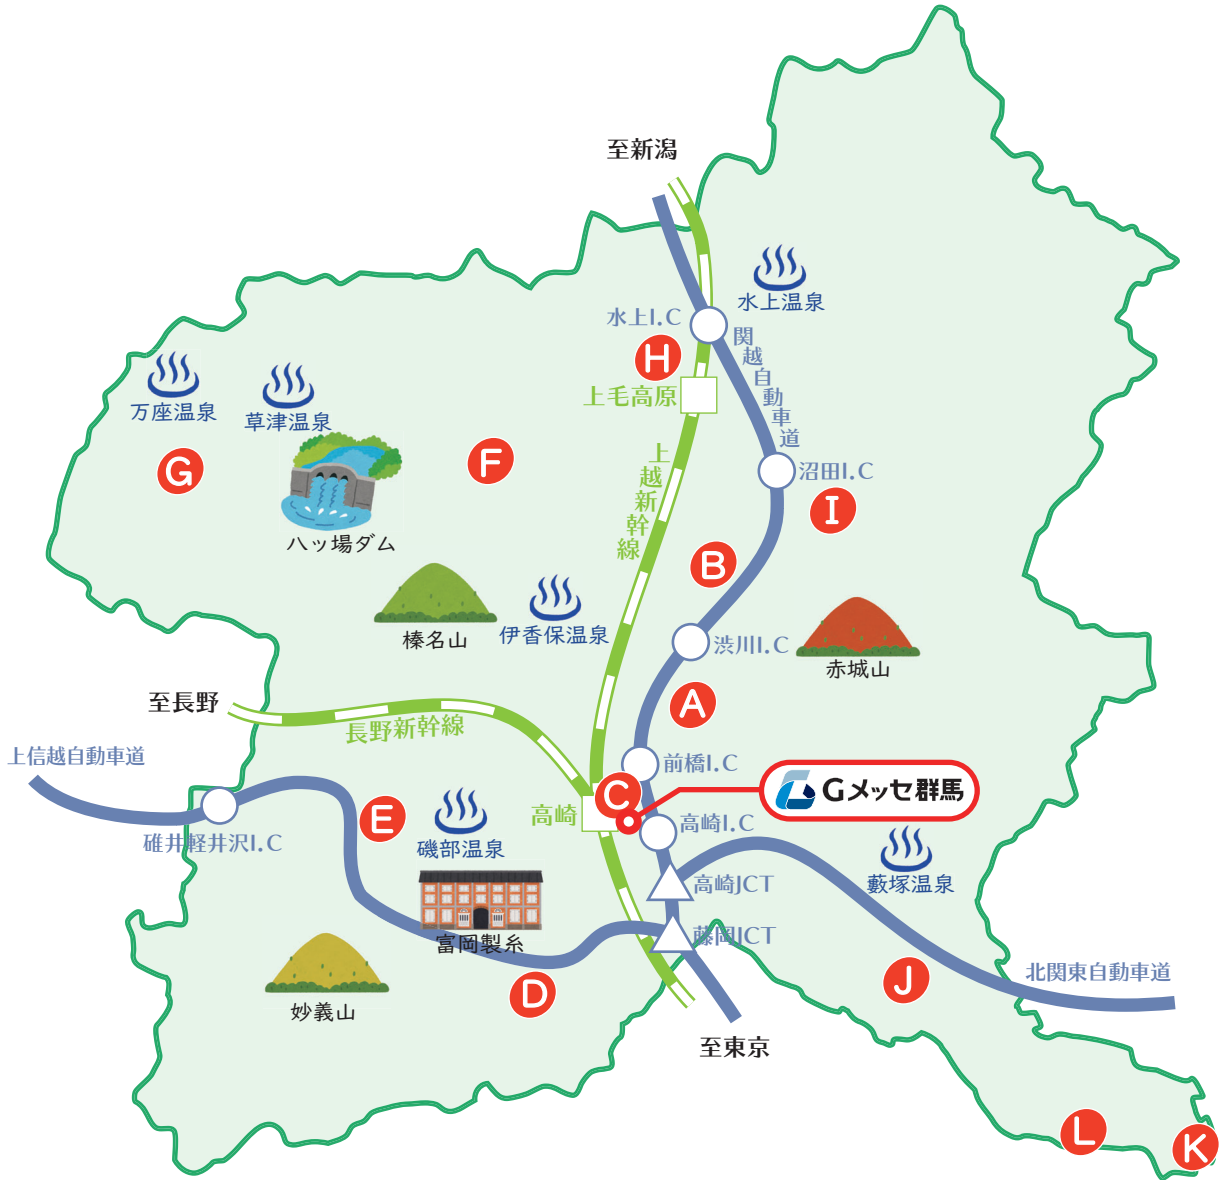 至新潟
水上温泉
水上I.C
関越自動車道
H
上毛高原
万座温泉
草津温泉
G
F
上越新幹線
沼田I.C
I
八ッ場ダム
B
榛名山
伊香保温泉
渋川I.C
赤城山
至長野
A
長野新幹線
上信越自動車道
前橋I.C
C
Gメッセ群馬
E
高崎
高崎I.C
碓井軽井沢I.C
磯部温泉
高崎JCT
藪塚温泉
富岡製糸
藤岡JCT
J
北関東自動車道
D
妙義山
至東京
L
K